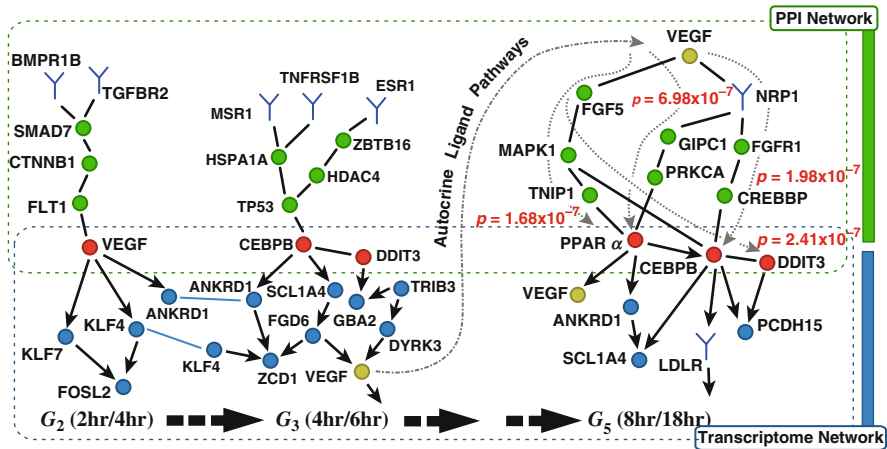 PPI Network
BMPR1B
TGFBR2
SMAD7
CTNNB1
FLT1
VEGF
MSR1
TNFRSF1B
ESR1
HSPA1A
ZBTB16
HDAC4
TP53
CEBPB
DDIT3
Autocrine Ligand Pathways
VEGF
FGF5
p = 6.98x10⁻⁷
NRP1
MAPK1
GIPC1
FGFR1
PRKCA
p = 1.98x10⁻⁷
TNIP1
CREBBP
p = 1.68x10⁻⁷
p = 2.41x10⁻⁷
PPAR α
CEBPB
DDIT3
ANKRD1
KLF4
KLF7
FOSL2
ANKRD1
SCL1A4
TRIB3
GBA2
FGD6
DYRK3
KLF4
ZCD1
VEGF
VEGF
ANKRD1
SCL1A4
LDLR
PCDH15
G₂ (2hr/4hr)
G₃ (4hr/6hr)
G₅ (8hr/18hr)
Transcriptome Network